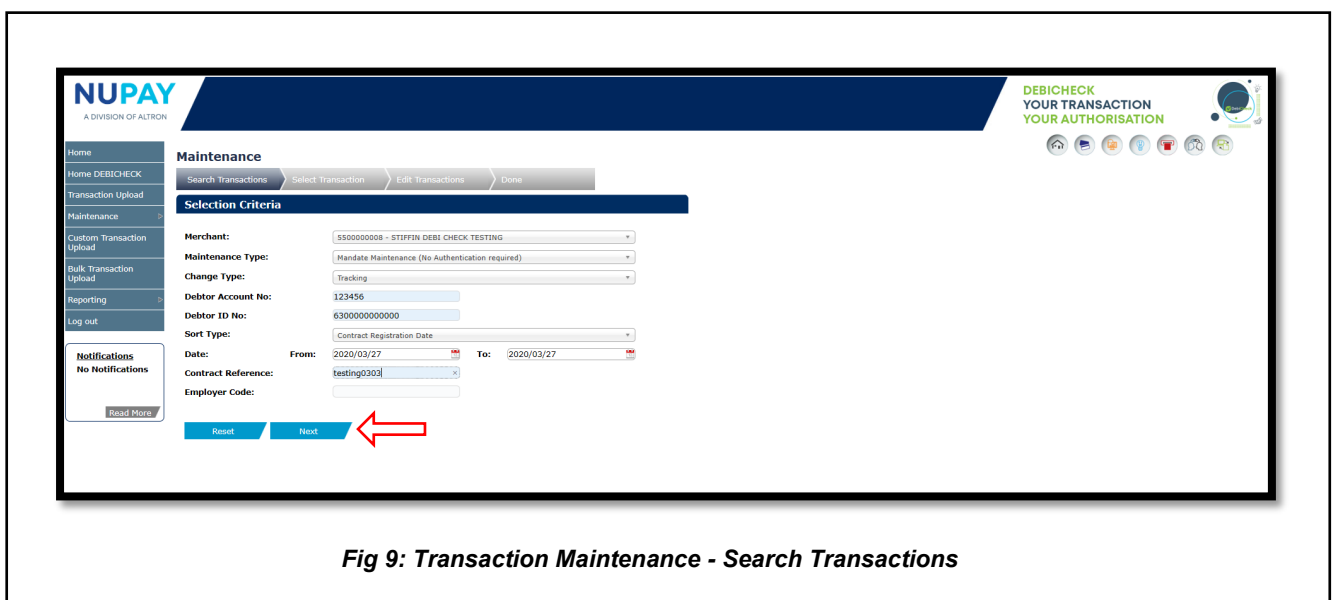 NUPAY
A DIVISION OF ALTRON
DEBICHECK
YOUR TRANSACTION
YOUR AUTHORISATION
Home
Home DEBICHECK
Transaction Upload
Maintenance
Custom Transaction
Upload
Bulk Transaction
Upload
Reporting
Log out
Notifications
No Notifications
Read More
Maintenance
Search Transactions Select Transaction Edit Transactions Done
Selection Criteria
Merchant: 5500000008 - STIFFIN DEBI CHECK TESTING
Maintenance Type: Mandate Maintenance (No Authentication required)
Change Type: Tracking
Debtor Account No: 123456
Debtor ID No: 6300000000000
Sort Type: Contract Registration Date
Date: From: 2020/03/27 To: 2020/03/27
Contract Reference: testing0303
Employer Code:
Reset Next
Fig 9: Transaction Maintenance - Search Transactions